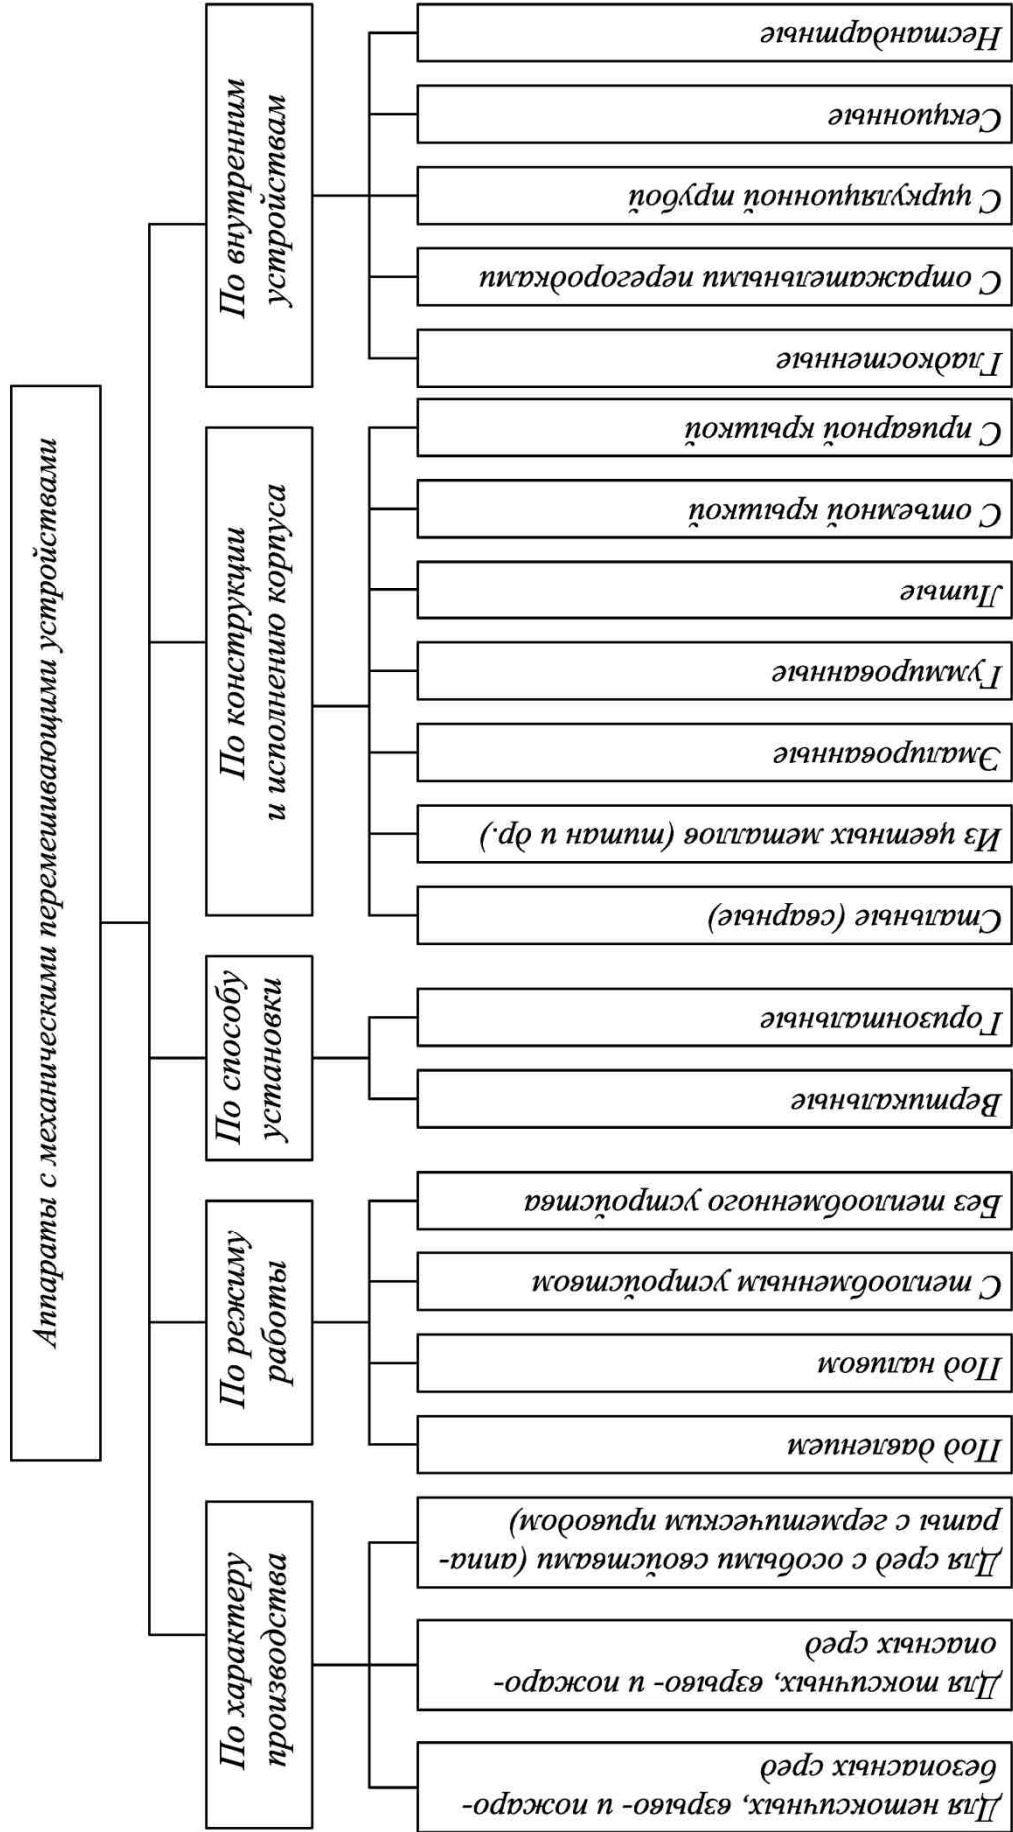 Аппараты с механическими перемешивающими устройствами
По характеру
производства
По режиму
работы
По способу
установки
По конструкции
и исполнению корпуса
По внутренним
устройствам
Для нетоксичных, взрыво- и пожаро-
безопасных сред
Для токсичных, взрыво- и пожаро-
опасных сред
Для сред с особыми свойствами (аппа-
раты с герметическим приводом)
Под давлением
Под наливом
С теплообменным устройством
Без теплообменного устройства
Вертикальные
Горизонтальные
Стальные (сварные)
Из цветных металлов (титан и др.)
Эмалированные
Гуммированные
Литые
С отъемной крышкой
С приварной крышкой
Гладкостенные
С отражательными перегородками
С циркуляционной трубой
Секционные
Нестандартные